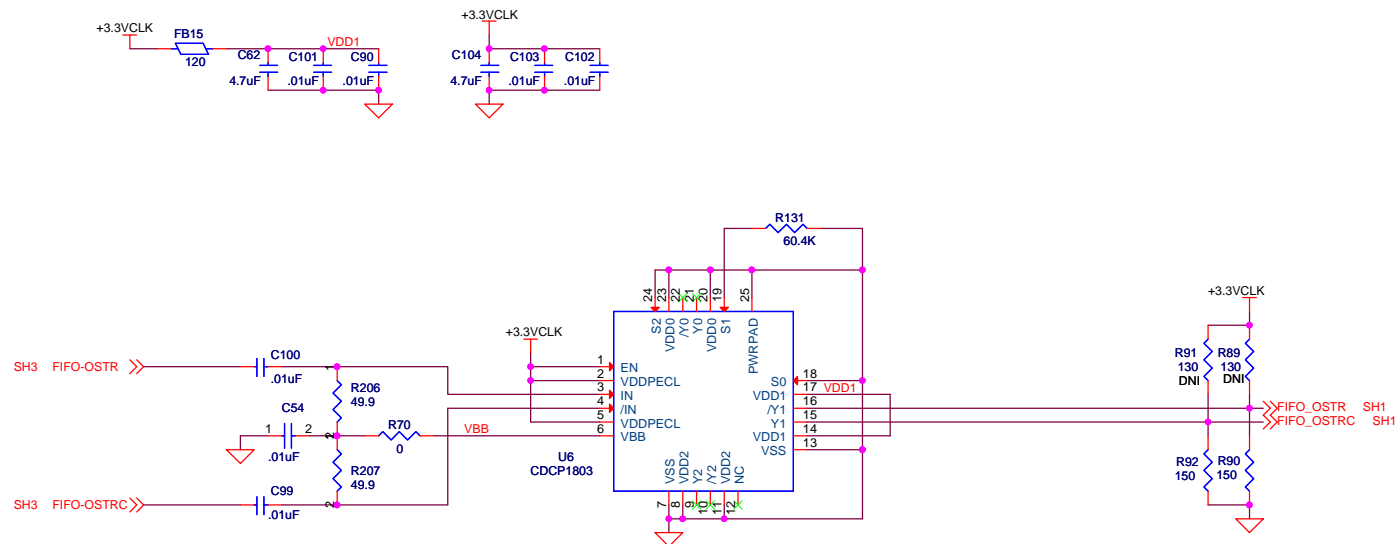 +3.3VCLK
FB15
120
VDD1
C62
4.7uF
C101
.01uF
C90
.01uF
+3.3VCLK
C104
4.7uF
C103
.01uF
C102
.01uF
R131
60.4K
24
23
22
21
20
19
25
S2
VDD0
/Y0
Y0
VDD0
S1
PWRPAD
+3.3VCLK
1
2
3
4
5
6
EN
VDDPECL
IN
/IN
VDDPECL
VBB
18
17
16
15
14
13
S0
VDD1
/Y1
Y1
VDD1
VSS
VDD1
U6
CDCP1803
VSS
VDD2
Y2
/Y2
VDD2
NC
7
8
9
10
11
12
SH3 FIFO-OSTR
C100
.01uF
1
R206
49.9
C54
1 2
.01uF
2
R70
0
VBB
R207
49.9
SH3 FIFO-OSTRC
C99
.01uF
2
+3.3VCLK
R91
130
DNI
R89
130
DNI
FIFO_OSTR SH1
FIFO_OSTRC SH1
R92
150
R90
150